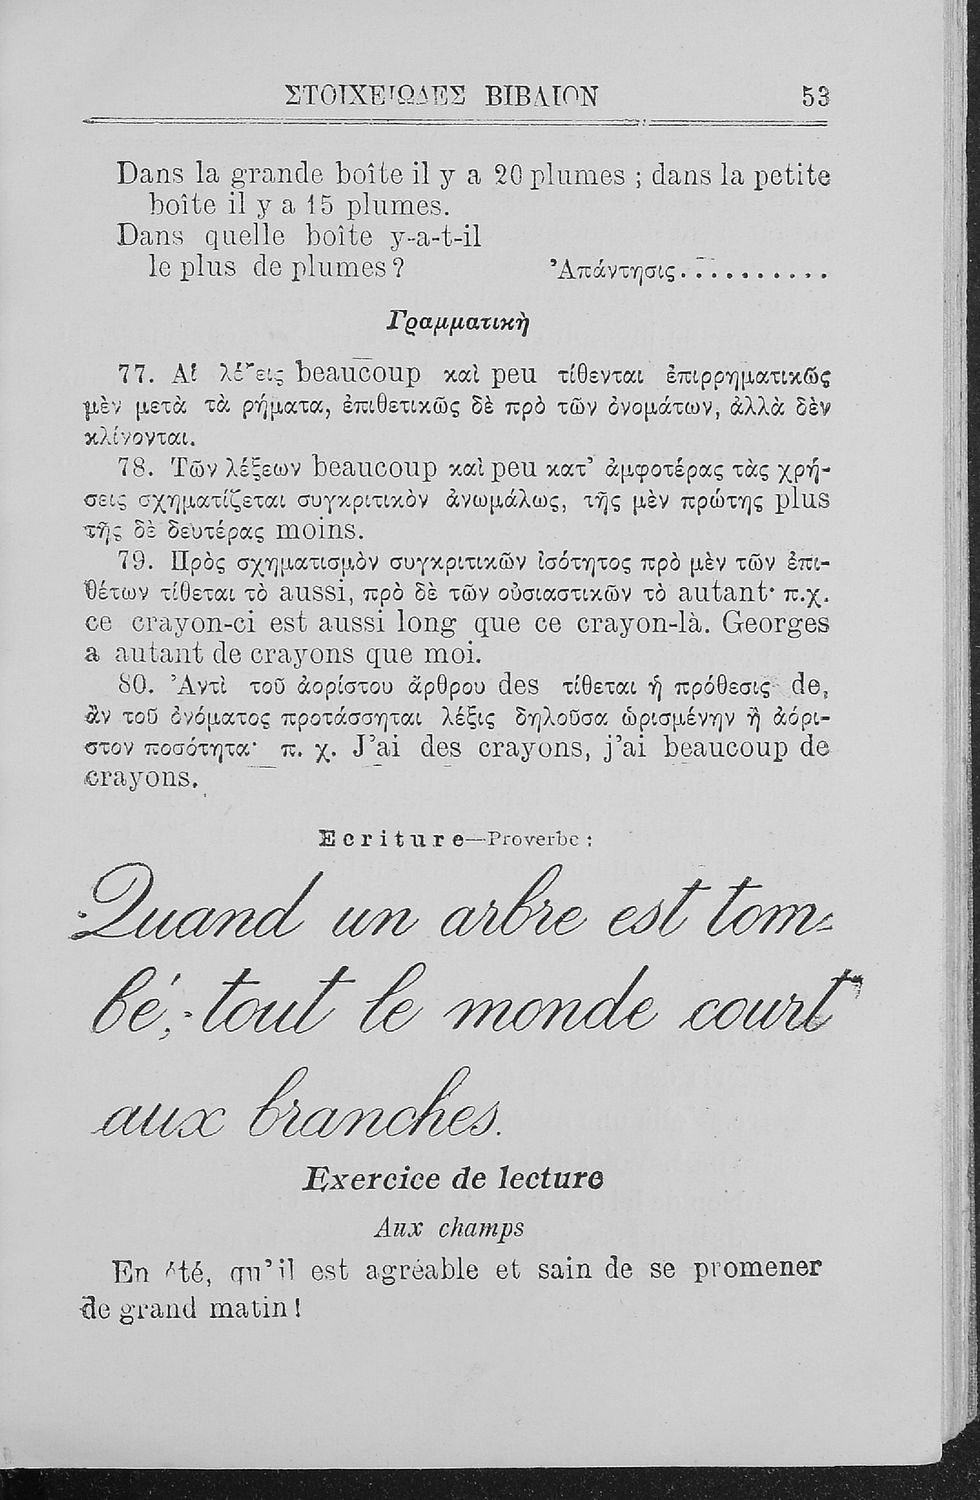 ΣΤΟΙΧΕΙΩΔΕΣ ΒΙΒΛΙΟΝ 53
Dans la grande boîte il y a 20 plumes ; dans la petite
boîte il y a 15 plumes.
Dans quelle boîte y-a-t-il
le plus de plumes ? Ἀπάντησις..........
Γραμματικὴ
77. Αἱ λέξεις beaucoup καὶ peu τίθενται ἐπιρρηματικῶς
μὲν μετὰ τὰ ρήματα, ἐπιθετικῶς δὲ πρὸ τῶν ὀνομάτων, ἀλλὰ δὲν
κλίνονται.
78. Τῶν λέξεων beaucoup καὶ peu κατ’ ἀμφοτέρας τὰς χρή-
σεις σχηματίζεται συγκριτικὸν ἀνωμάλως, τῆς μὲν πρώτης plus
τῆς δὲ δευτέρας moins.
79. Πρὸς σχηματισμὸν συγκριτικῶν ἰσότητος πρὸ μὲν τῶν ἐπι-
θέτων τίθεται τὸ aussi, πρὸ δὲ τῶν οὐσιαστικῶν τὸ autant· π.χ.
ce crayon-ci est aussi long que ce crayon-là. Georges
a autant de crayons que moi.
80. Ἀντὶ τοῦ ἀορίστου ἄρθρου des τίθεται ἡ πρόθεσις de,
ἂν τοῦ ὀνόματος προτάσσηται λέξις δηλοῦσα ὡρισμένην ἢ ἀόρι-
στον ποσότητα· π. χ. J’ai des crayons, j’ai beaucoup de
crayons.
Ecriture—Proverbe :
Quand un arbre est tom-
bé, tout le monde court
aux branches.
Exercice de lecture
Aux champs
En été, qu’il est agréable et sain de se promener
de grand matin !